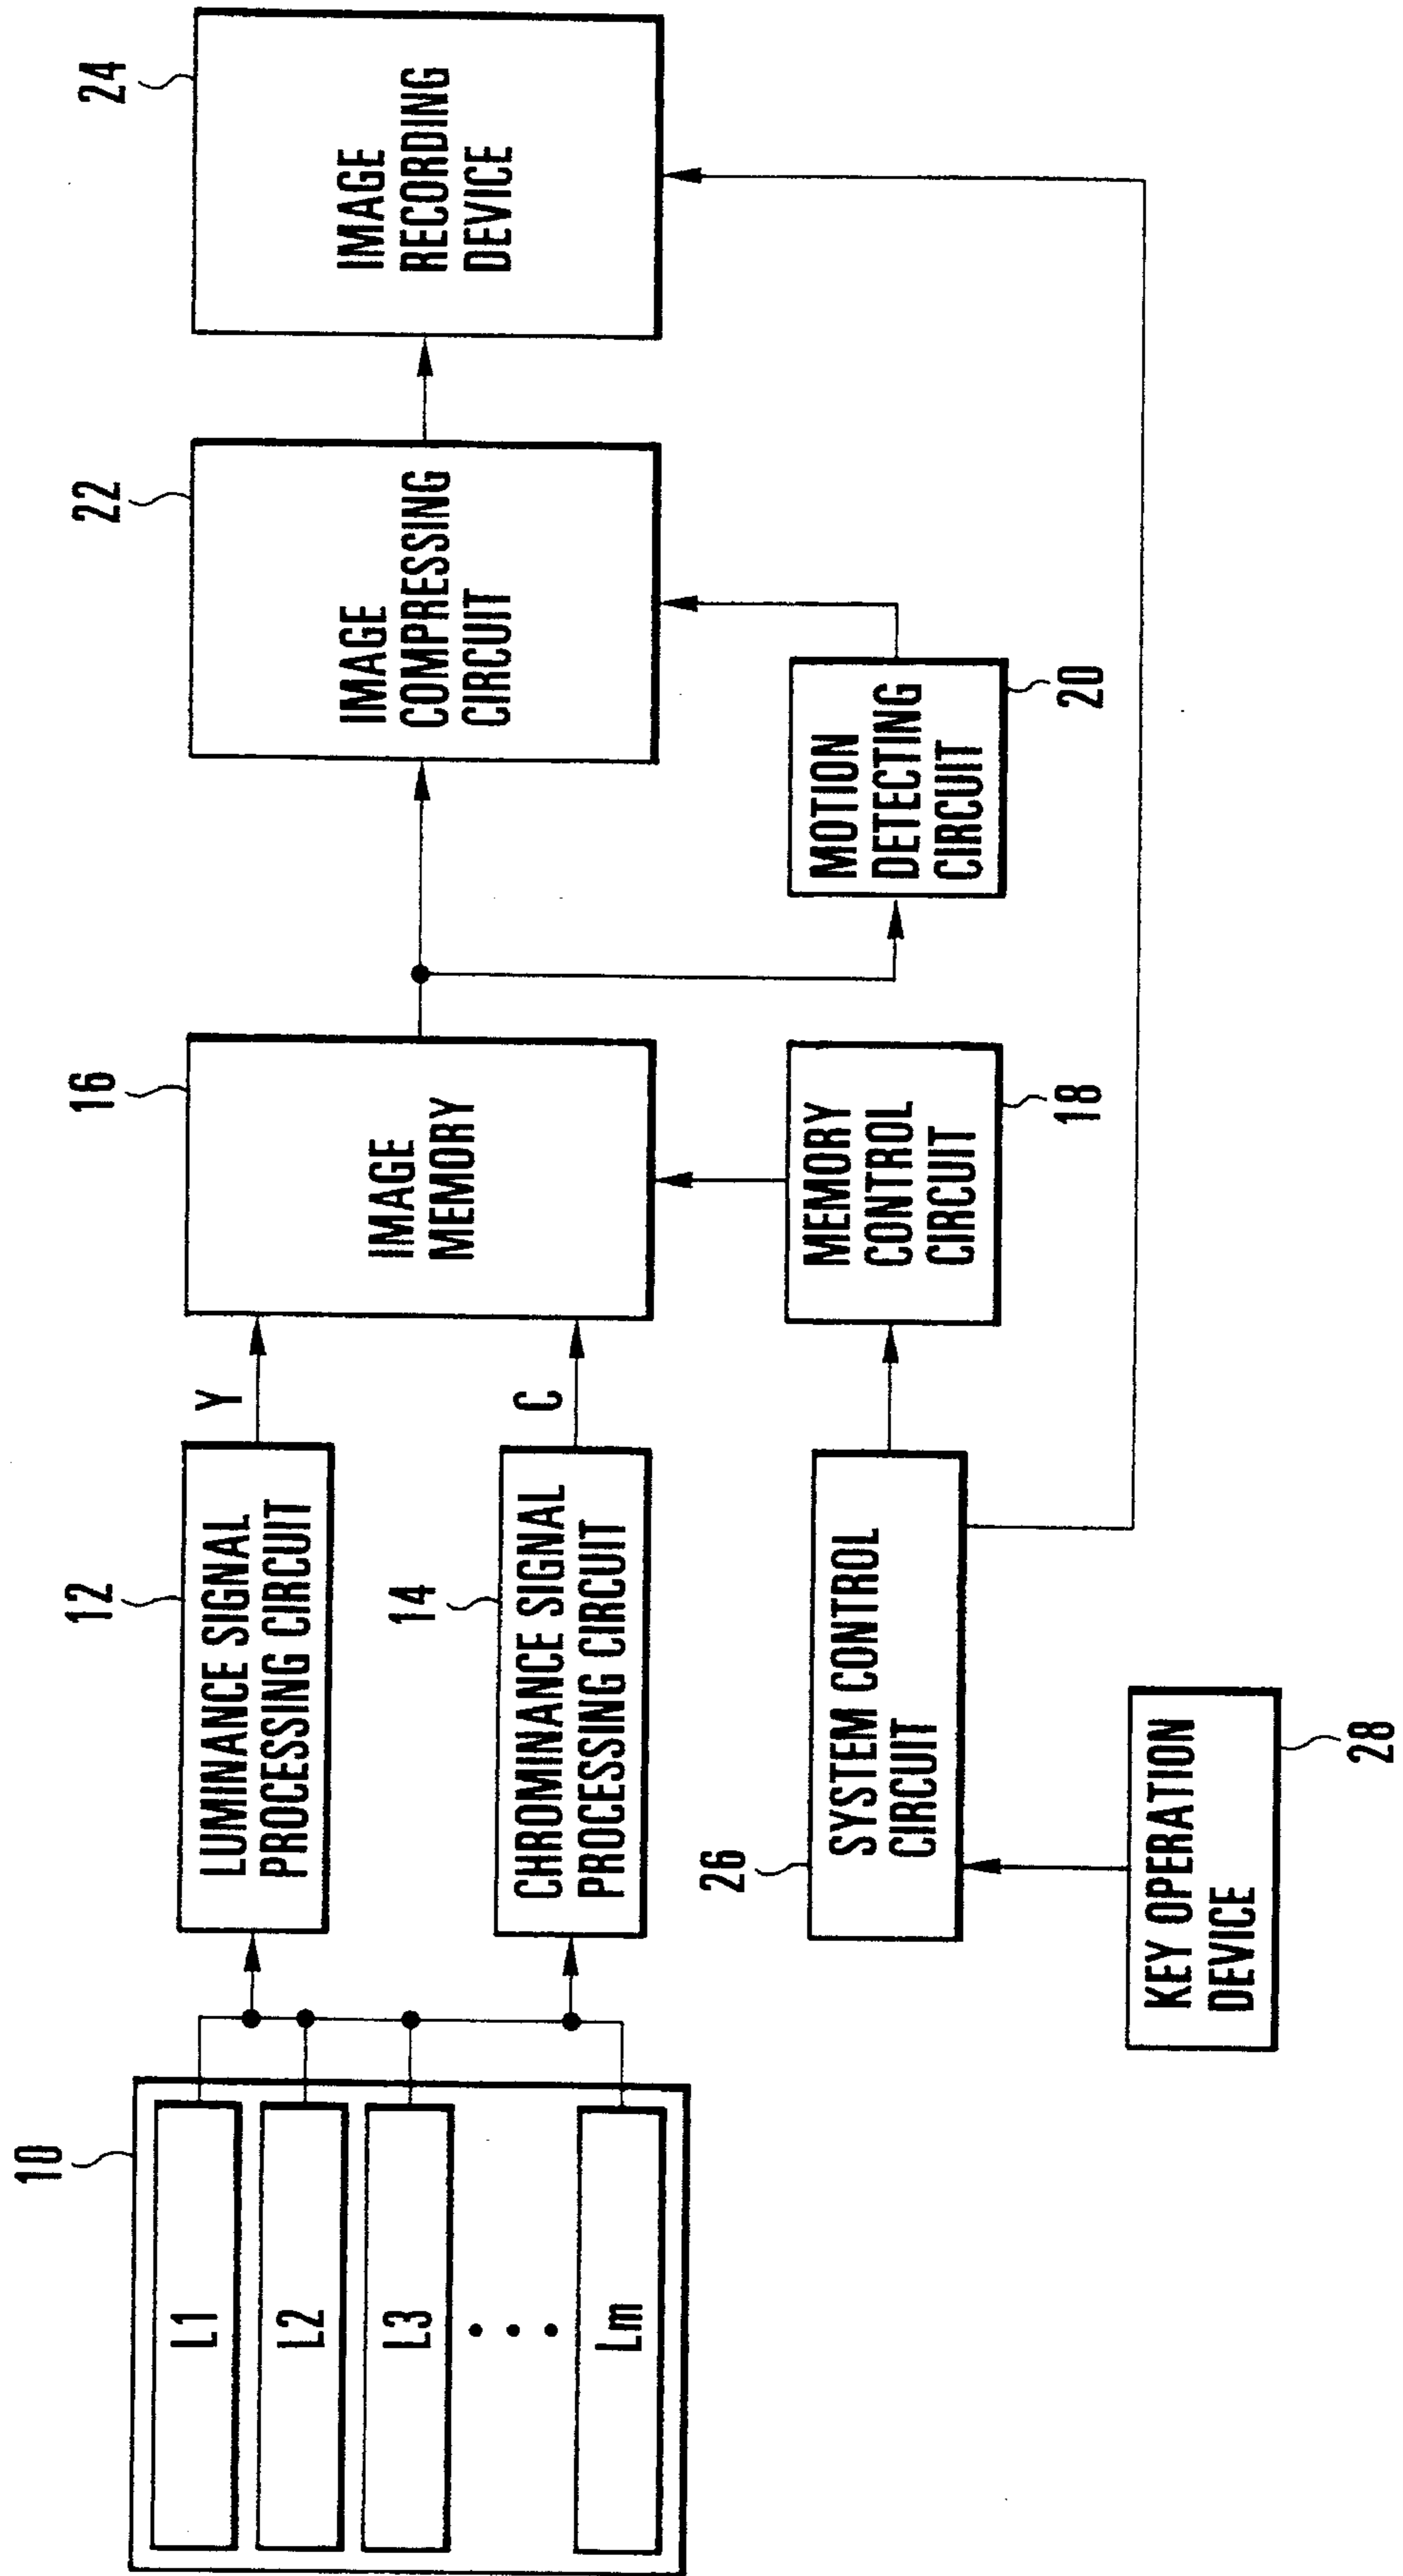 10
L1
L2
L3
Lm
12
LUMINANCE SIGNAL
PROCESSING CIRCUIT
Y
14
CHROMINANCE SIGNAL
PROCESSING CIRCUIT
C
16
IMAGE
MEMORY
22
IMAGE
COMPRESSING
CIRCUIT
24
IMAGE
RECORDING
DEVICE
26
SYSTEM CONTROL
CIRCUIT
MEMORY
CONTROL
CIRCUIT
18
MOTION
DETECTING
CIRCUIT
20
KEY OPERATION
DEVICE
28